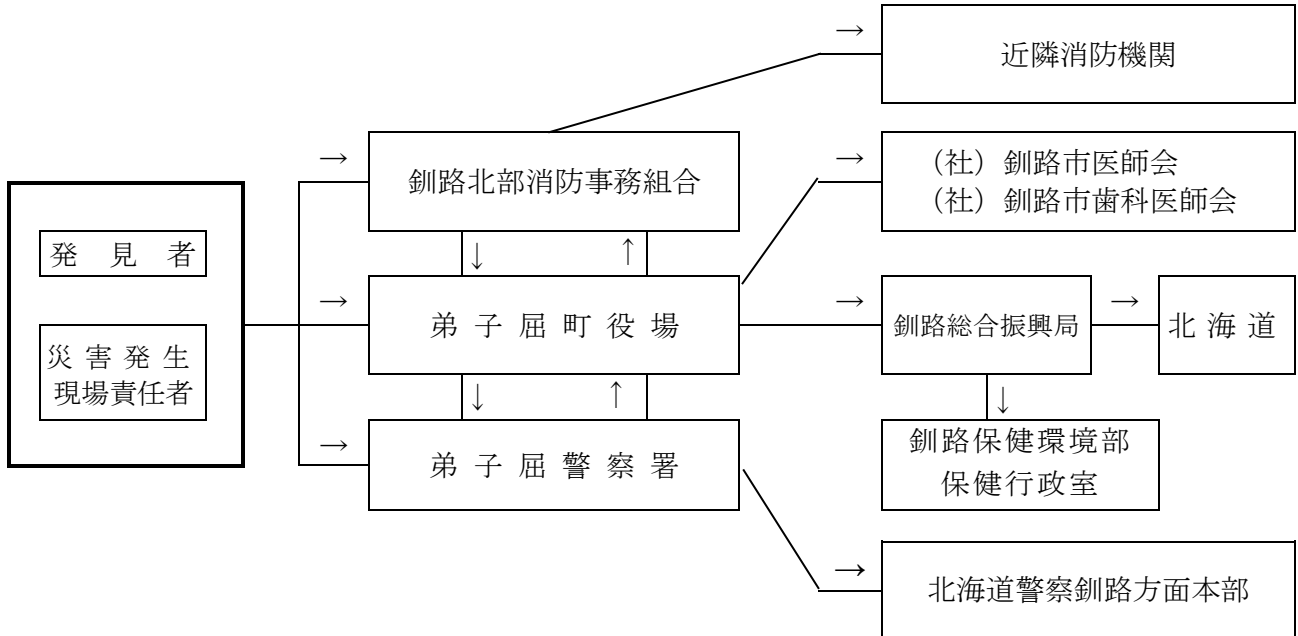 →
近隣消防機関
→
釧路北部消防事務組合
→
（社）釧路市医師会
（社）釧路市歯科医師会
発　見　者
↓　↑
→
弟 子 屈 町 役 場
→
釧路総合振興局
→
北 海 道
災 害 発 生
現場責任者
↓　↑
↓
→
弟 子 屈 警 察 署
釧路保健環境部
保健行政室
→
北海道警察釧路方面本部